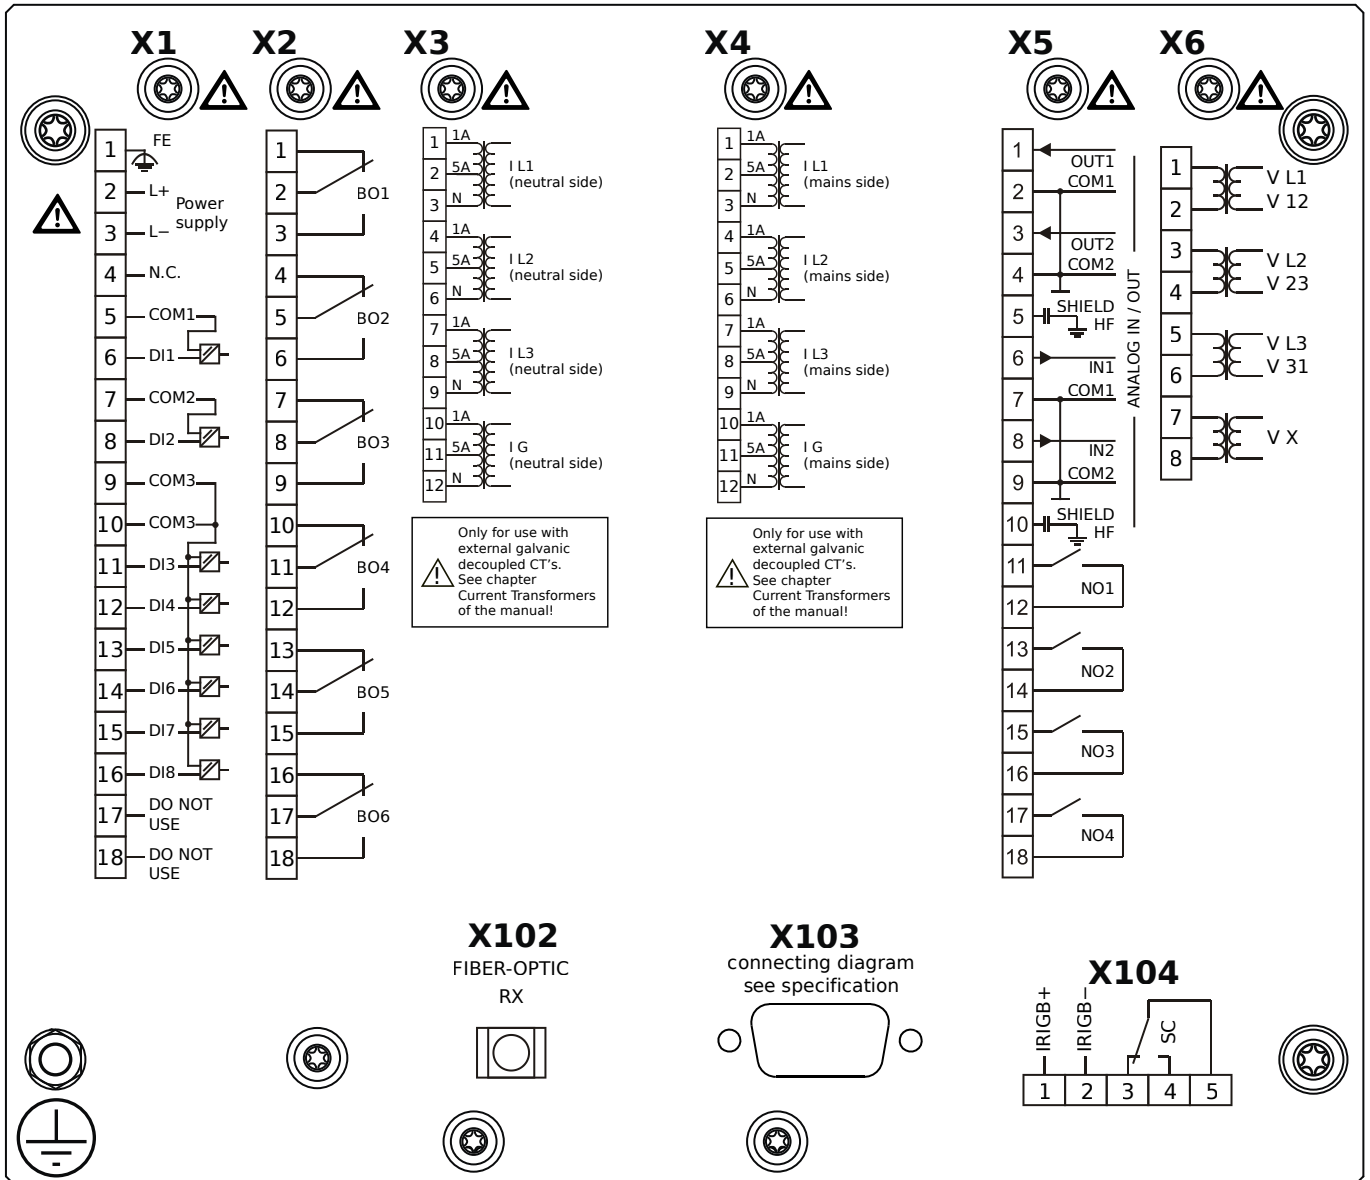 X1
1 FE
2 L+ Power
3 L− supply
4 N.C.
5 COM1
6 DI1
7 COM2
8 DI2
9 COM3
10 COM3
11 DI3
12 DI4
13 DI5
14 DI6
15 DI7
16 DI8
17 DO NOT
USE
18 DO NOT
USE
X2
1
2 BO1
3
4
5 BO2
6
7
8 BO3
9
10
11 BO4
12
13
14 BO5
15
16
17 BO6
18
X3
1 1A
2 5A I L1
(neutral side)
3 N
4 1A
5 5A I L2
(neutral side)
6 N
7 1A
8 5A I L3
(neutral side)
9 N
10 1A
11 5A I G
(neutral side)
12 N
Only for use with
external galvanic
decoupled CT's.
See chapter
Current Transformers
of the manual!
X4
1 1A
2 5A I L1
(mains side)
3 N
4 1A
5 5A I L2
(mains side)
6 N
7 1A
8 5A I L3
(mains side)
9 N
10 1A
11 5A I G
(mains side)
12 N
Only for use with
external galvanic
decoupled CT's.
See chapter
Current Transformers
of the manual!
X5
1 OUT1
2 COM1
3 OUT2
4 COM2
5 SHIELD
HF
6 IN1
7 COM1
8 IN2
9 COM2
10 SHIELD
HF
ANALOG IN / OUT
11
NO1
12
13
NO2
14
15
NO3
16
17
NO4
18
X6
1 V L1
2 V 12
3 V L2
4 V 23
5 V L3
6 V 31
7
V X
8
X102
FIBER-OPTIC
RX
X103
connecting diagram
see specification
X104
IRIGB+
IRIGB−
SC
1 2 3 4 5